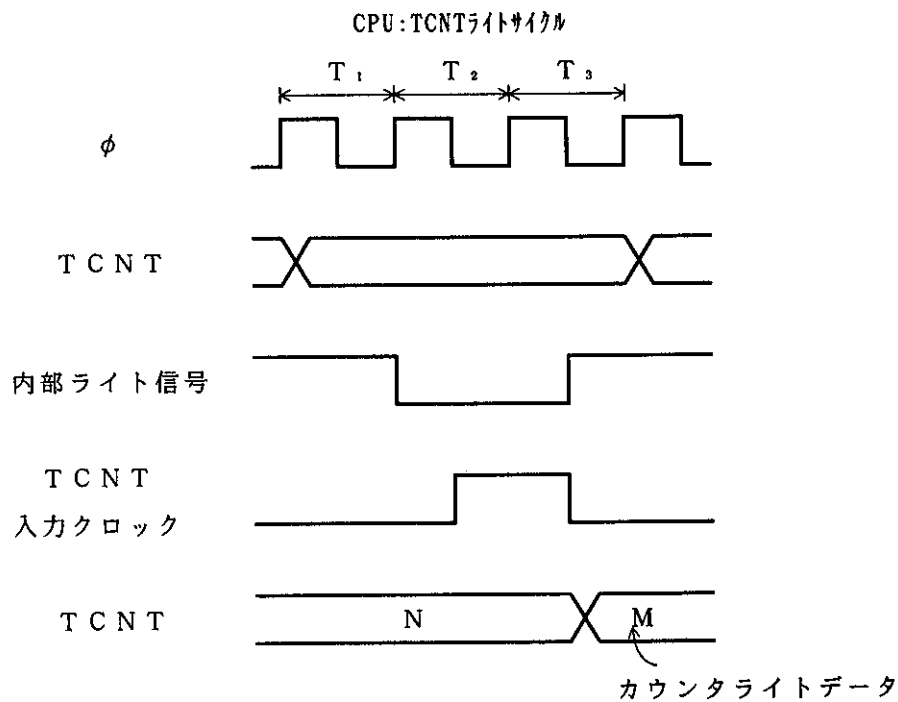 CPU:TCNTライトサイクル
T₁ T₂ T₃
φ
TCNT
内部ライト信号
TCNT
入力クロック
TCNT N M
カウンタライトデータ